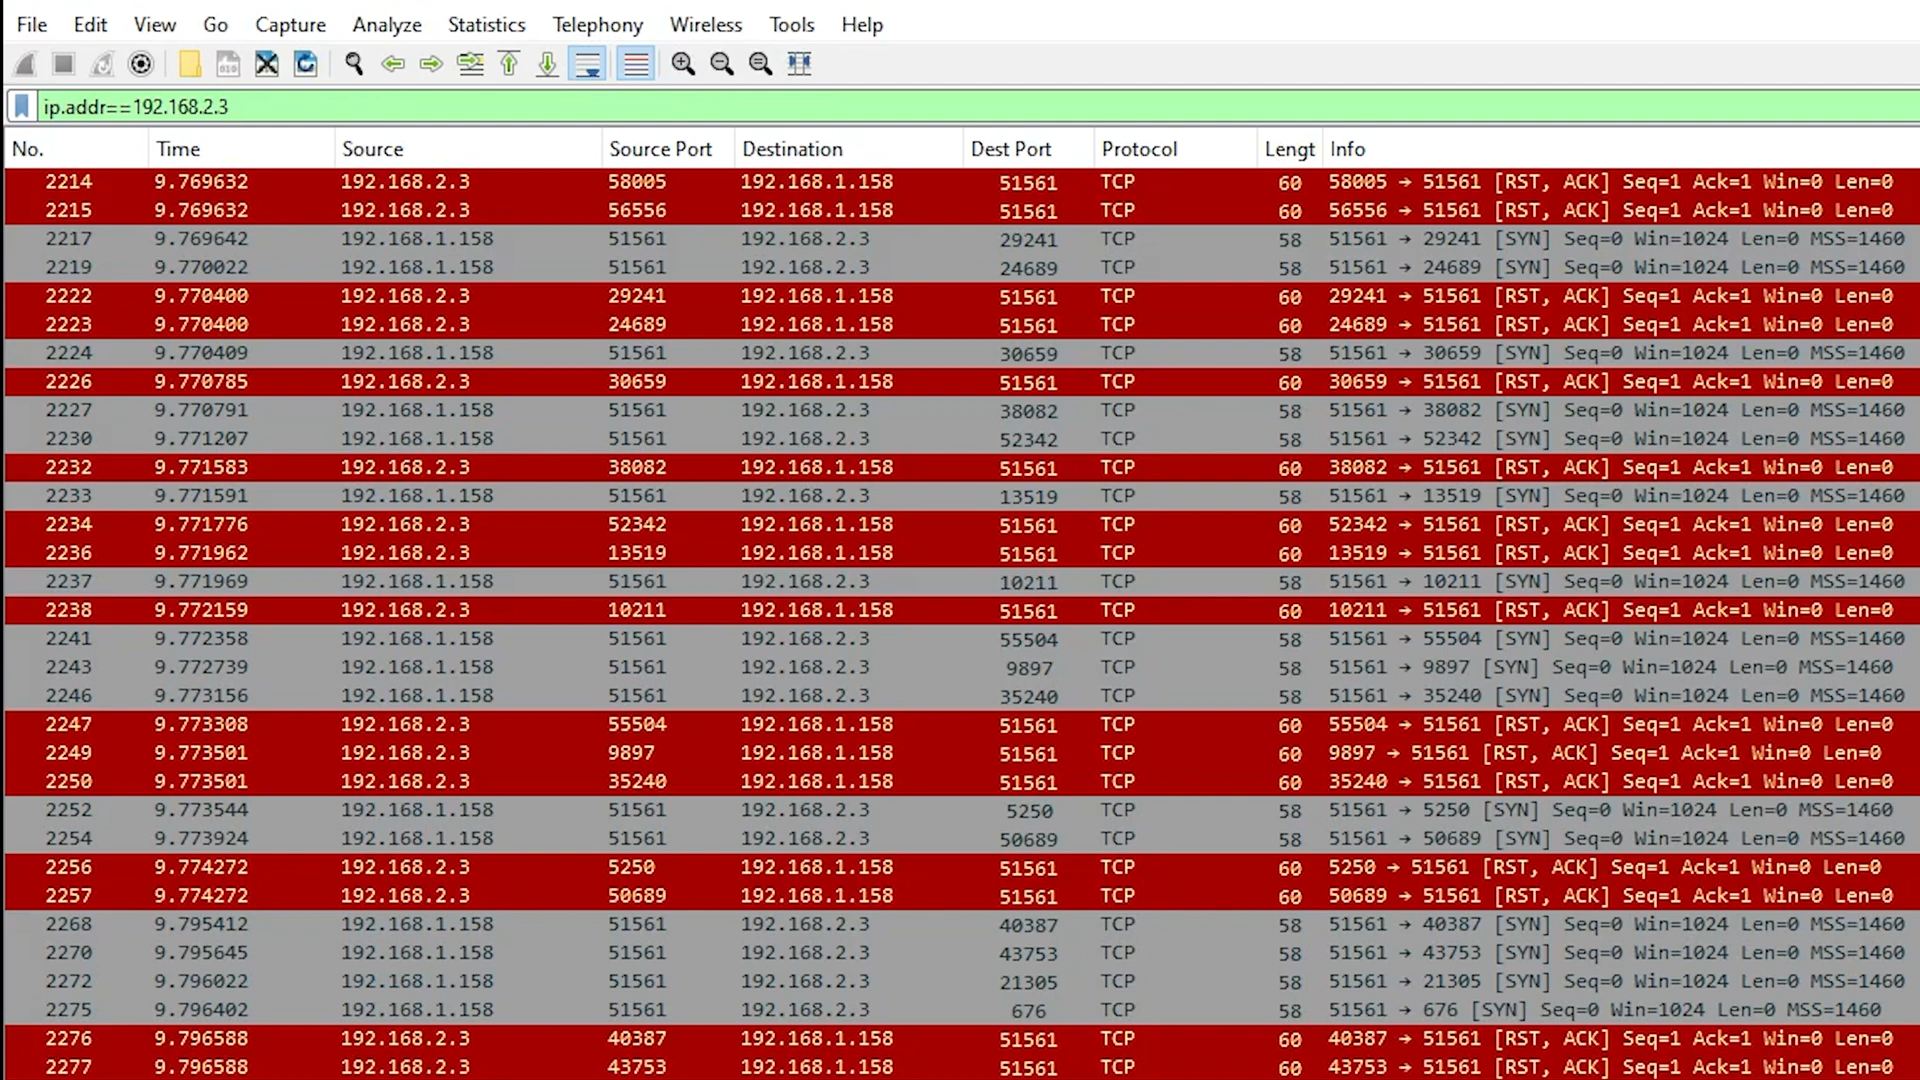 File Edit View Go Capture Analyze Statistics Telephony Wireless Tools Help
ip.addr==192.168.2.3
No. Time Source Source Port Destination Dest Port Protocol Lengt Info
2214 9.769632 192.168.2.3 58005 192.168.1.158 51561 TCP 60 58005 → 51561 [RST, ACK] Seq=1 Ack=1 Win=0 Len=0
2215 9.769632 192.168.2.3 56556 192.168.1.158 51561 TCP 60 56556 → 51561 [RST, ACK] Seq=1 Ack=1 Win=0 Len=0
2217 9.769642 192.168.1.158 51561 192.168.2.3 29241 TCP 58 51561 → 29241 [SYN] Seq=0 Win=1024 Len=0 MSS=1460
2219 9.770022 192.168.1.158 51561 192.168.2.3 24689 TCP 58 51561 → 24689 [SYN] Seq=0 Win=1024 Len=0 MSS=1460
2222 9.770400 192.168.2.3 29241 192.168.1.158 51561 TCP 60 29241 → 51561 [RST, ACK] Seq=1 Ack=1 Win=0 Len=0
2223 9.770400 192.168.2.3 24689 192.168.1.158 51561 TCP 60 24689 → 51561 [RST, ACK] Seq=1 Ack=1 Win=0 Len=0
2224 9.770409 192.168.1.158 51561 192.168.2.3 30659 TCP 58 51561 → 30659 [SYN] Seq=0 Win=1024 Len=0 MSS=1460
2226 9.770785 192.168.2.3 30659 192.168.1.158 51561 TCP 60 30659 → 51561 [RST, ACK] Seq=1 Ack=1 Win=0 Len=0
2227 9.770791 192.168.1.158 51561 192.168.2.3 38082 TCP 58 51561 → 38082 [SYN] Seq=0 Win=1024 Len=0 MSS=1460
2230 9.771207 192.168.1.158 51561 192.168.2.3 52342 TCP 58 51561 → 52342 [SYN] Seq=0 Win=1024 Len=0 MSS=1460
2232 9.771583 192.168.2.3 38082 192.168.1.158 51561 TCP 60 38082 → 51561 [RST, ACK] Seq=1 Ack=1 Win=0 Len=0
2233 9.771591 192.168.1.158 51561 192.168.2.3 13519 TCP 58 51561 → 13519 [SYN] Seq=0 Win=1024 Len=0 MSS=1460
2234 9.771776 192.168.2.3 52342 192.168.1.158 51561 TCP 60 52342 → 51561 [RST, ACK] Seq=1 Ack=1 Win=0 Len=0
2236 9.771962 192.168.2.3 13519 192.168.1.158 51561 TCP 60 13519 → 51561 [RST, ACK] Seq=1 Ack=1 Win=0 Len=0
2237 9.771969 192.168.1.158 51561 192.168.2.3 10211 TCP 58 51561 → 10211 [SYN] Seq=0 Win=1024 Len=0 MSS=1460
2238 9.772159 192.168.2.3 10211 192.168.1.158 51561 TCP 60 10211 → 51561 [RST, ACK] Seq=1 Ack=1 Win=0 Len=0
2241 9.772358 192.168.1.158 51561 192.168.2.3 55504 TCP 58 51561 → 55504 [SYN] Seq=0 Win=1024 Len=0 MSS=1460
2243 9.772739 192.168.1.158 51561 192.168.2.3 9897 TCP 58 51561 → 9897 [SYN] Seq=0 Win=1024 Len=0 MSS=1460
2246 9.773156 192.168.1.158 51561 192.168.2.3 35240 TCP 58 51561 → 35240 [SYN] Seq=0 Win=1024 Len=0 MSS=1460
2247 9.773308 192.168.2.3 55504 192.168.1.158 51561 TCP 60 55504 → 51561 [RST, ACK] Seq=1 Ack=1 Win=0 Len=0
2249 9.773501 192.168.2.3 9897 192.168.1.158 51561 TCP 60 9897 → 51561 [RST, ACK] Seq=1 Ack=1 Win=0 Len=0
2250 9.773501 192.168.2.3 35240 192.168.1.158 51561 TCP 60 35240 → 51561 [RST, ACK] Seq=1 Ack=1 Win=0 Len=0
2252 9.773544 192.168.1.158 51561 192.168.2.3 5250 TCP 58 51561 → 5250 [SYN] Seq=0 Win=1024 Len=0 MSS=1460
2254 9.773924 192.168.1.158 51561 192.168.2.3 50689 TCP 58 51561 → 50689 [SYN] Seq=0 Win=1024 Len=0 MSS=1460
2256 9.774272 192.168.2.3 5250 192.168.1.158 51561 TCP 60 5250 → 51561 [RST, ACK] Seq=1 Ack=1 Win=0 Len=0
2257 9.774272 192.168.2.3 50689 192.168.1.158 51561 TCP 60 50689 → 51561 [RST, ACK] Seq=1 Ack=1 Win=0 Len=0
2268 9.795412 192.168.1.158 51561 192.168.2.3 40387 TCP 58 51561 → 40387 [SYN] Seq=0 Win=1024 Len=0 MSS=1460
2270 9.795645 192.168.1.158 51561 192.168.2.3 43753 TCP 58 51561 → 43753 [SYN] Seq=0 Win=1024 Len=0 MSS=1460
2272 9.796022 192.168.1.158 51561 192.168.2.3 21305 TCP 58 51561 → 21305 [SYN] Seq=0 Win=1024 Len=0 MSS=1460
2275 9.796402 192.168.1.158 51561 192.168.2.3 676 TCP 58 51561 → 676 [SYN] Seq=0 Win=1024 Len=0 MSS=1460
2276 9.796588 192.168.2.3 40387 192.168.1.158 51561 TCP 60 40387 → 51561 [RST, ACK] Seq=1 Ack=1 Win=0 Len=0
2277 9.796588 192.168.2.3 43753 192.168.1.158 51561 TCP 60 43753 → 51561 [RST, ACK] Seq=1 Ack=1 Win=0 Len=0